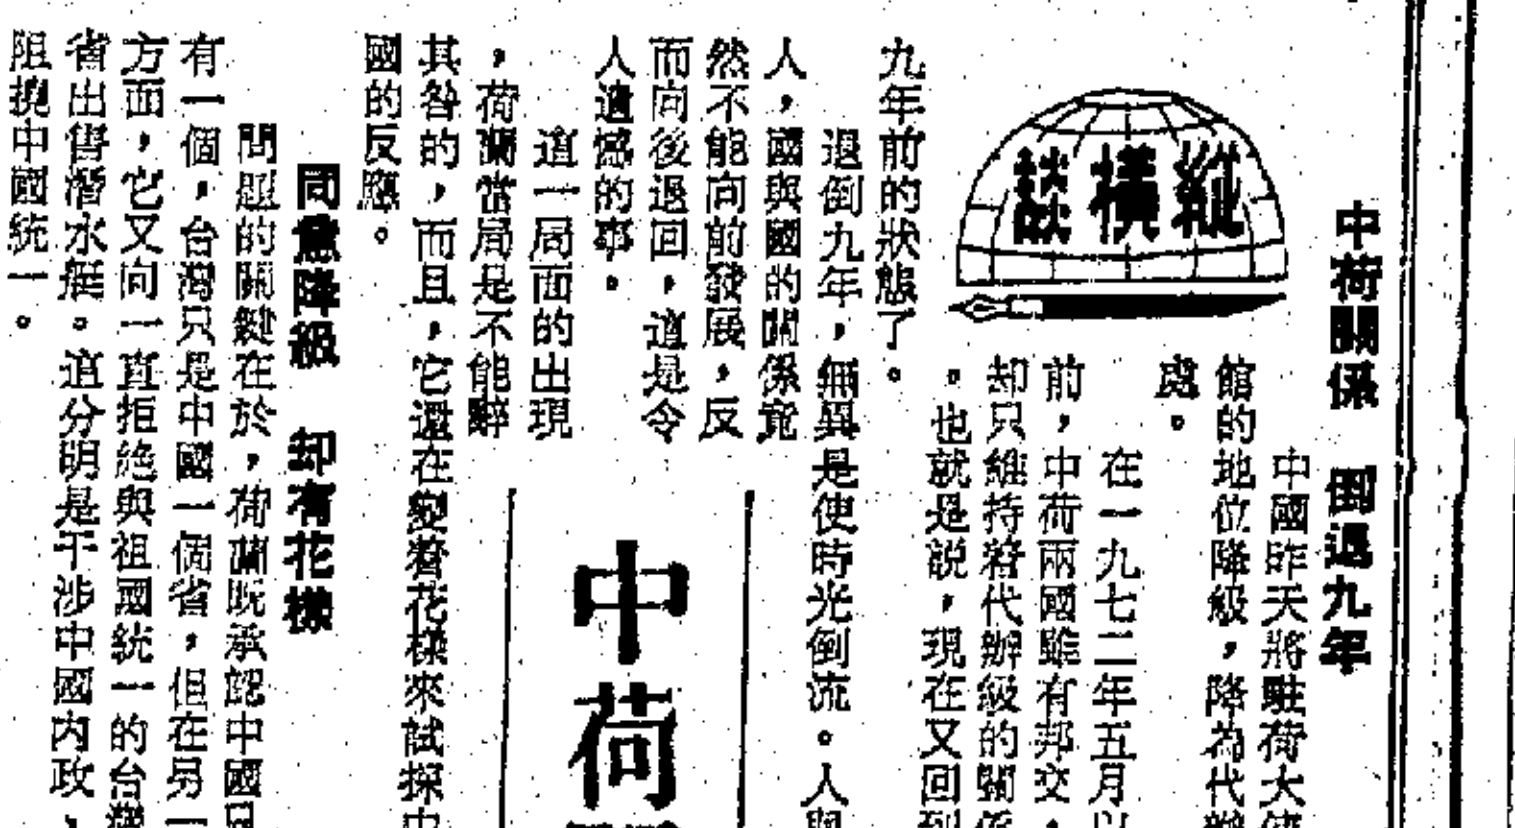 中荷關係 倒退九年
縱橫談
中國昨天將駐荷大使
館的地位降級，降為代辦
處。
在一九七二年五月以
前，中荷兩國雖有邦交，
却只維持着代辦級的關係
。也就是説，現在又回到
九年前的狀態了。
退倒九年，無異是使時光倒流。人與
人，國與國的關係竟
然不能向前發展，反
而向後退回，這是令
人遺憾的事。
中荷
這一局面的出現
，荷蘭當局是不能辭
其咎的，而且，它還在變着花樣來試探中
國的反應。
同意降級 却有花樣
問題的關鍵在於，荷蘭既承認中國只
有一個，台灣只是中國一個省，但在另一
方面，它又向一直拒絶與祖國統一的台灣
省出售潛水艇。這分明是干涉中國内政，
阻撓中國統一。